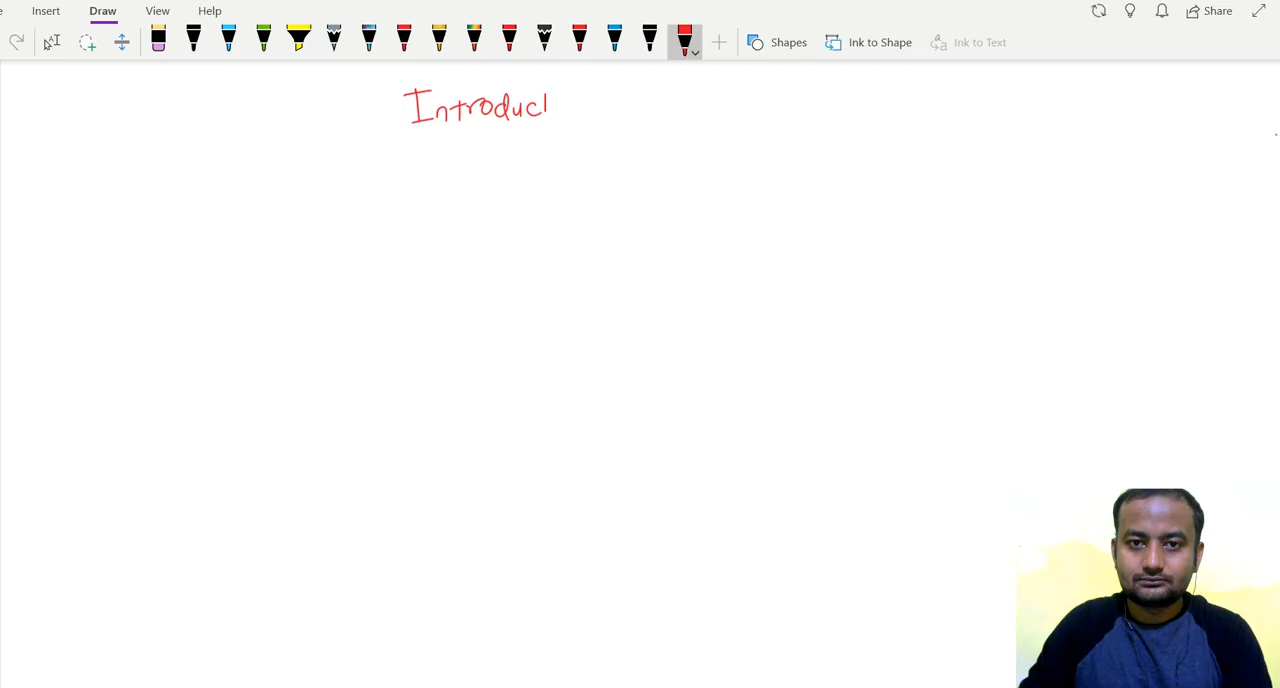 Insert Draw View Help Share
Shapes Ink to Shape Ink to Text
Introduc